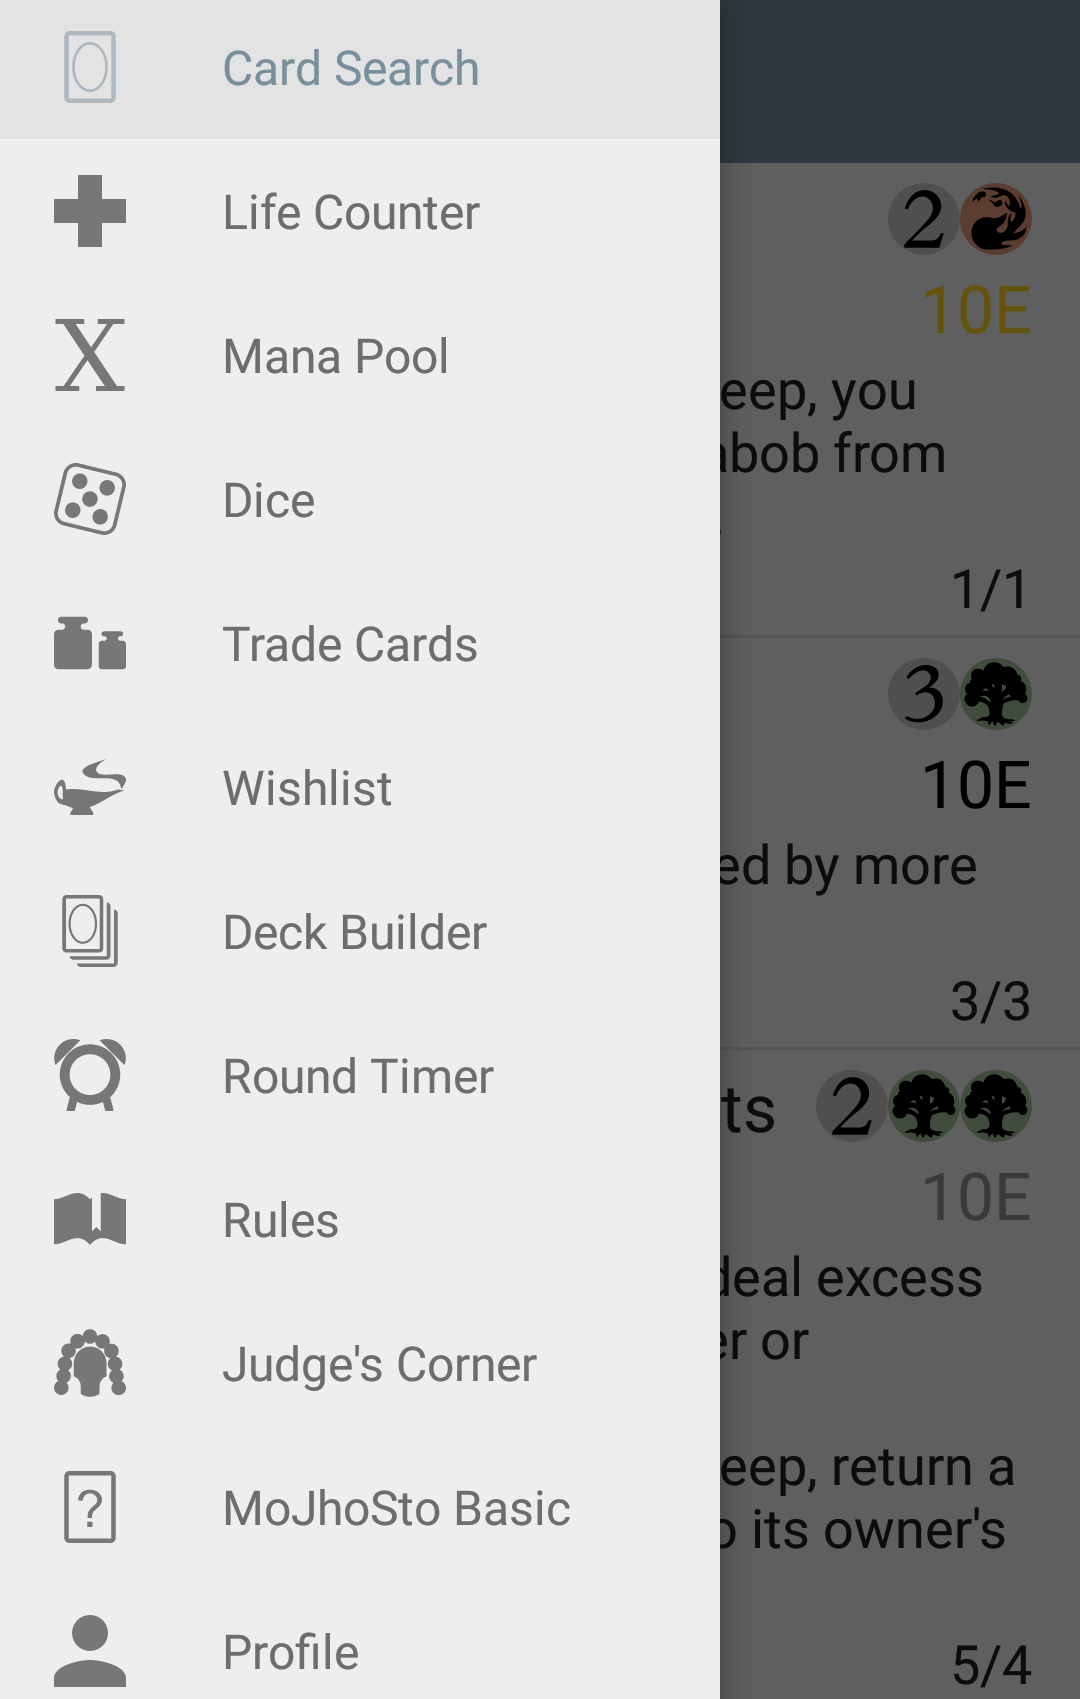 Card Search
Life Counter
Mana Pool
Dice
Trade Cards
Wishlist
Deck Builder
Round Timer
Rules
Judge's Corner
MoJhoSto Basic
Profile
2
10E
eep, you
from
1/1
3
10E
ed by more
3/3
ts 2
10E
deal excess
er or
eep, return a
its owner's
5/4